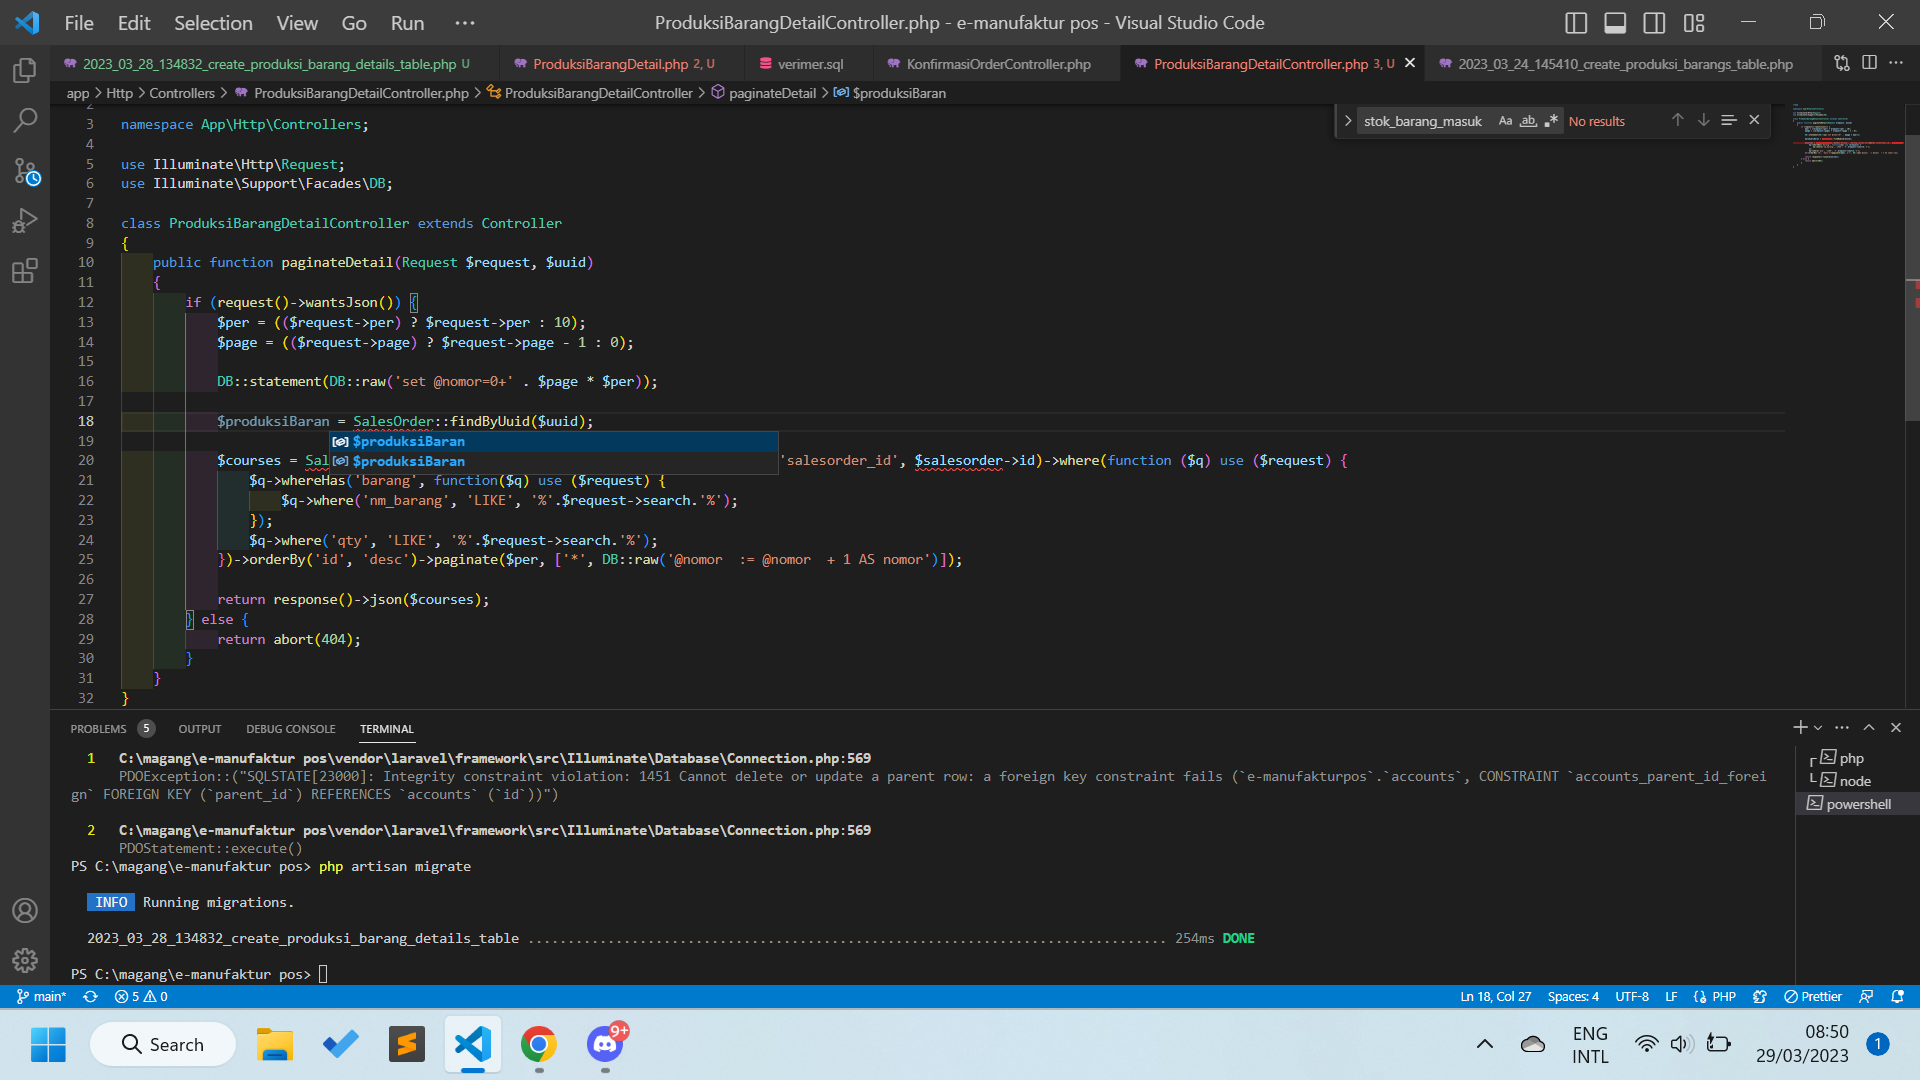 File Edit Selection View Go Run ···
ProduksiBarangDetailController.php - e-manufaktur pos - Visual Studio Code
2023_03_28_134832_create_produksi_barang_details_table.php U
ProduksiBarangDetail.php 2, U
verimer.sql
KonfirmasiOrderController.php
ProduksiBarangDetailController.php 3, U
2023_03_24_145410_create_produksi_barangs_table.php
app > Http > Controllers > ProduksiBarangDetailController.php > ProduksiBarangDetailController > paginateDetail > $produksiBaran
stok_barang_masuk Aa ab .* No results
2
3 namespace App\Http\Controllers;
4
5 use Illuminate\Http\Request;
6 use Illuminate\Support\Facades\DB;
7
8 class ProduksiBarangDetailController extends Controller
9 {
10 public function paginateDetail(Request $request, $uuid)
11 {
12 if (request()->wantsJson()) {
13 $per = (($request->per) ? $request->per : 10);
14 $page = (($request->page) ? $request->page - 1 : 0);
15
16 DB::statement(DB::raw('set @nomor=0+' . $page * $per));
17
18 $produksiBaran = SalesOrder::findByUuid($uuid);
19 $produksiBaran
$produksiBaran
20 $courses = Sal 'salesorder_id', $salesorder->id)->where(function ($q) use ($request) {
21 $q->whereHas('barang', function($q) use ($request) {
22 $q->where('nm_barang', 'LIKE', '%'.$request->search.'%');
23 });
24 $q->where('qty', 'LIKE', '%'.$request->search.'%');
25 })->orderBy('id', 'desc')->paginate($per, ['*', DB::raw('@nomor  := @nomor  + 1 AS nomor')]);
26
27 return response()->json($courses);
28 } else {
29 return abort(404);
30 }
31 }
32 }
PROBLEMS 5 OUTPUT DEBUG CONSOLE TERMINAL
1 C:\magang\e-manufaktur pos\vendor\laravel\framework\src\Illuminate\Database\Connection.php:569
PDOException::("SQLSTATE[23000]: Integrity constraint violation: 1451 Cannot delete or update a parent row: a foreign key constraint fails (`e-manufakturpos`.`accounts`, CONSTRAINT `accounts_parent_id_forei
gn` FOREIGN KEY (`parent_id`) REFERENCES `accounts` (`id`))")
2 C:\magang\e-manufaktur pos\vendor\laravel\framework\src\Illuminate\Database\Connection.php:569
PDOStatement::execute()
PS C:\magang\e-manufaktur pos> php artisan migrate
INFO Running migrations.
2023_03_28_134832_create_produksi_barang_details_table ................................................................................ 254ms DONE
PS C:\magang\e-manufaktur pos>
php
node
powershell
main* 5 0
Ln 18, Col 27 Spaces: 4 UTF-8 LF PHP Prettier
Search
9+
ENG
INTL
08:50
29/03/2023
1